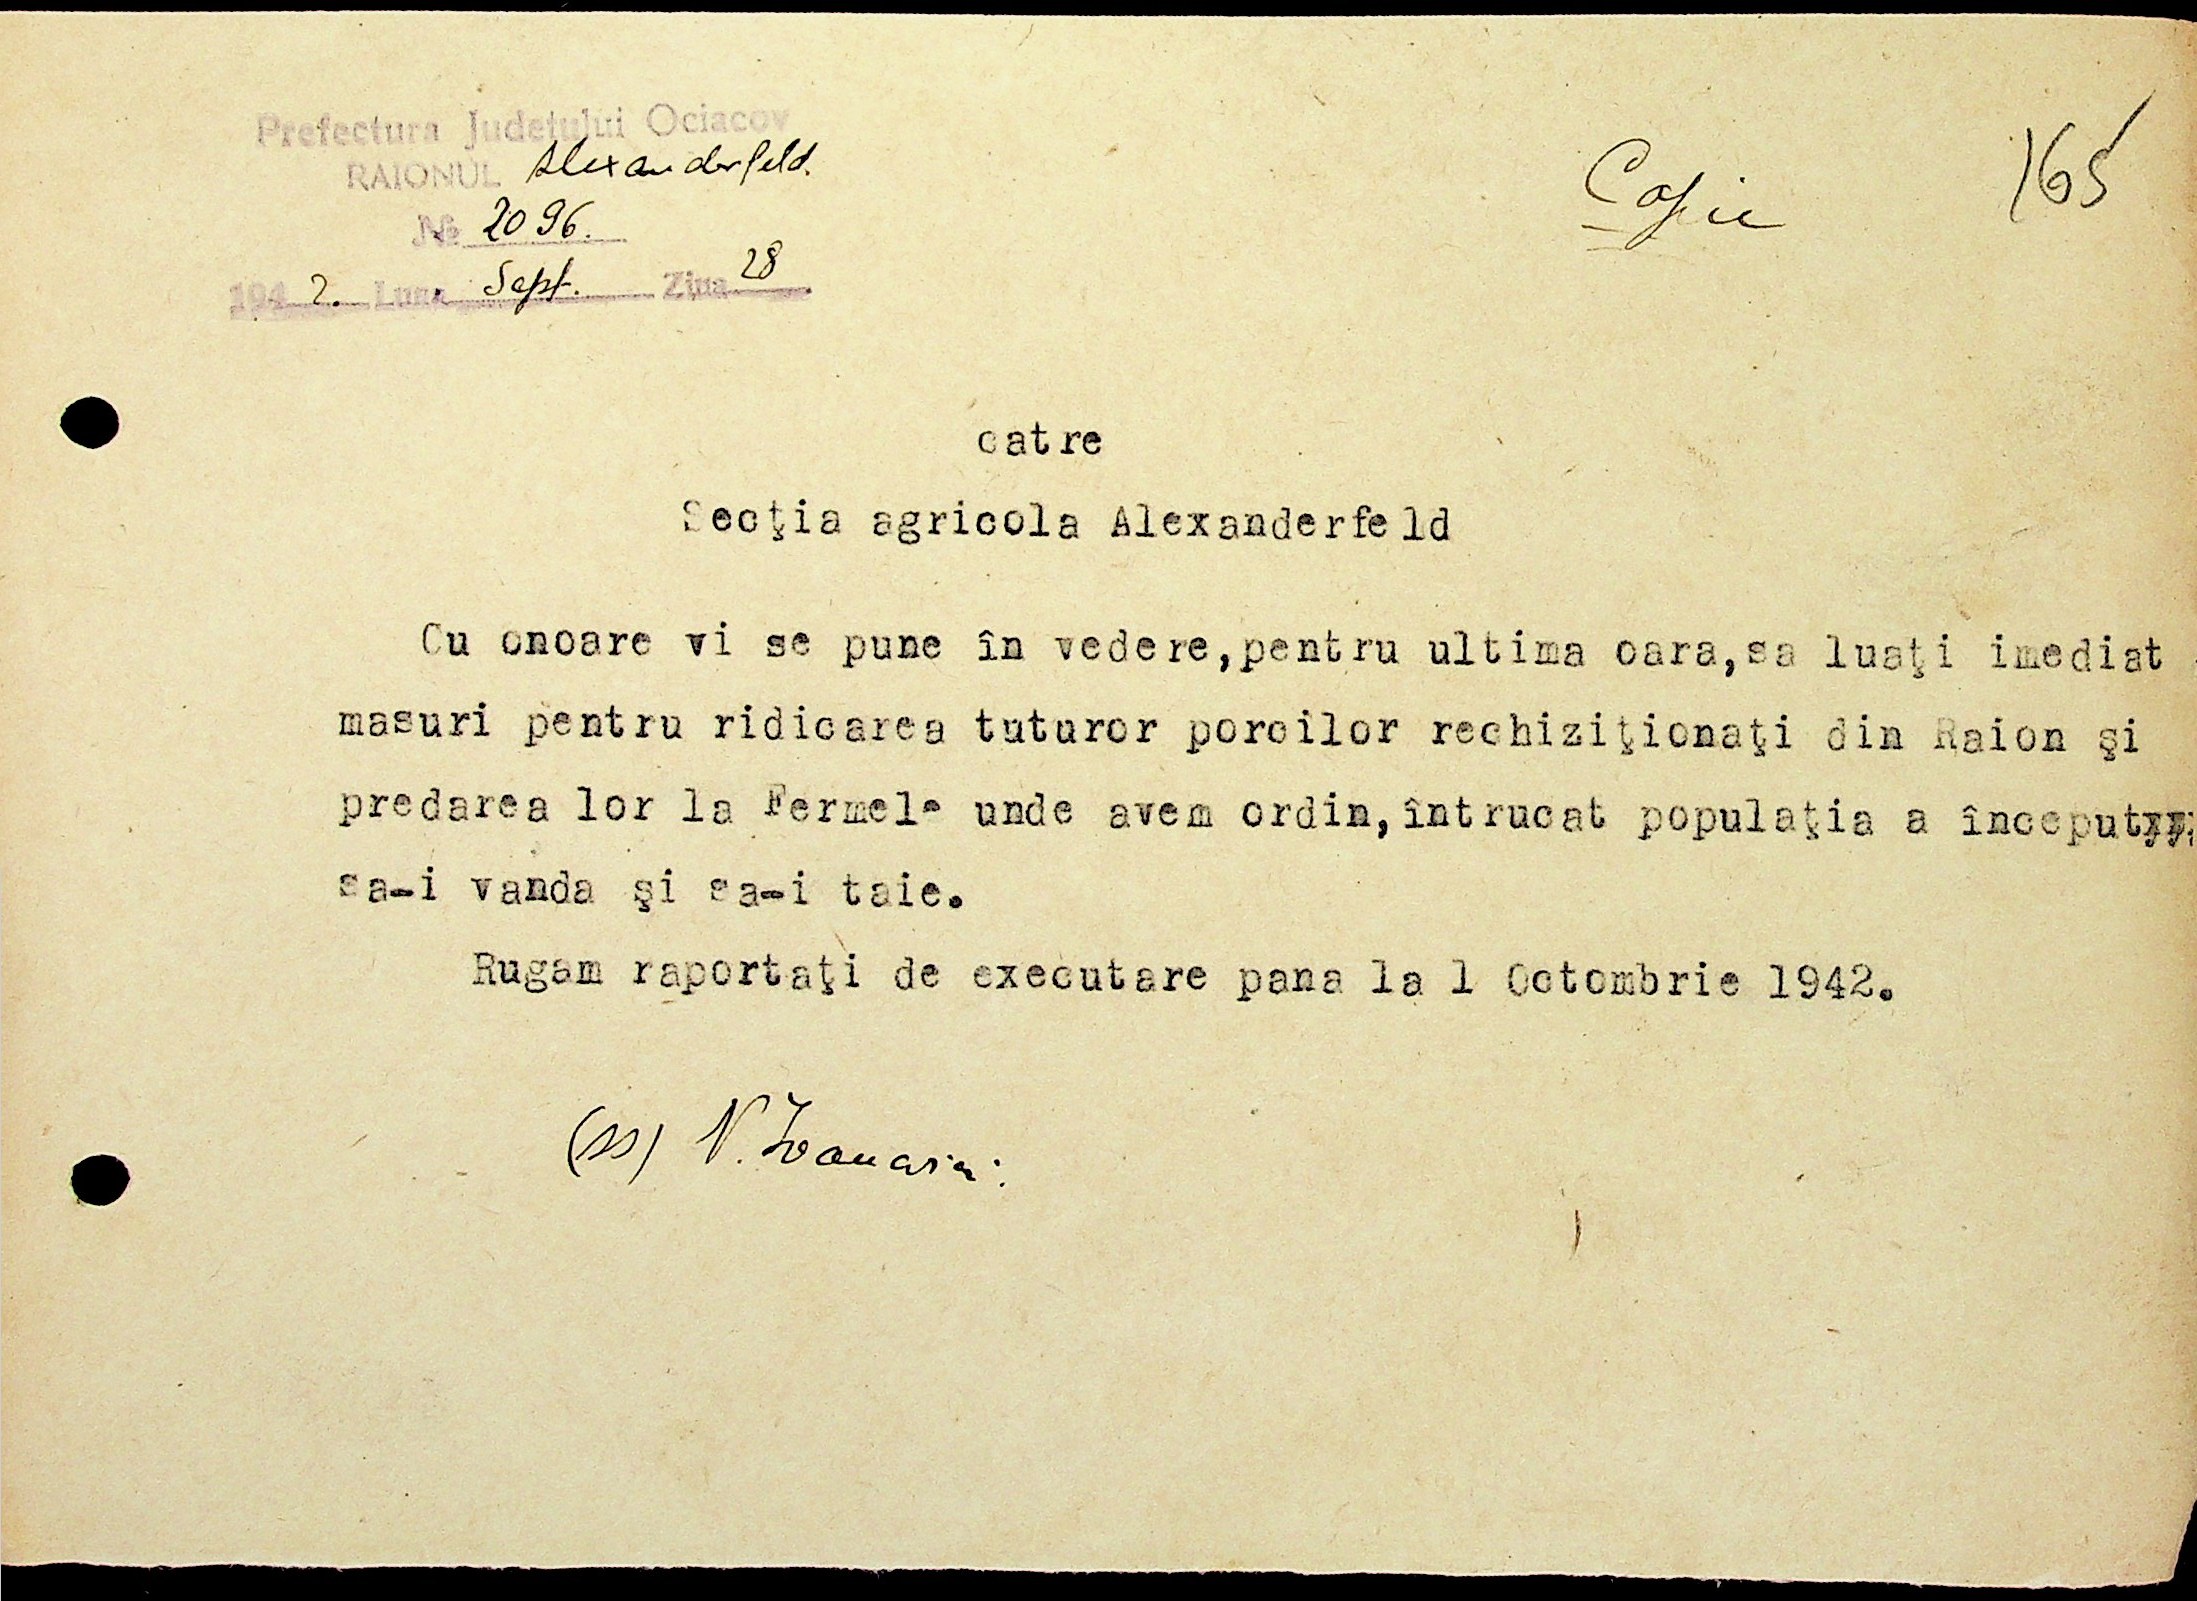 Prefectura Judeţului Ociacov
RAIONUL Alexanderfeld.
№ 2096.
1942. Luna Sept. Ziua 28
Copie
165
catre
Secţia agricola Alexanderfeld
Cu onoare vi se pune în vedere,pentru ultima oara,sa luaţi imediat
masuri pentru ridicarea tuturor porcilor rechiziţionaţi din Raion şi
predarea lor la Fermele unde avem ordin,întrucat populaţia a început
sa-i vanda şi sa-i taie.
Rugam raportaţi de executare pana la 1 Octombrie 1942.
(ss) N.